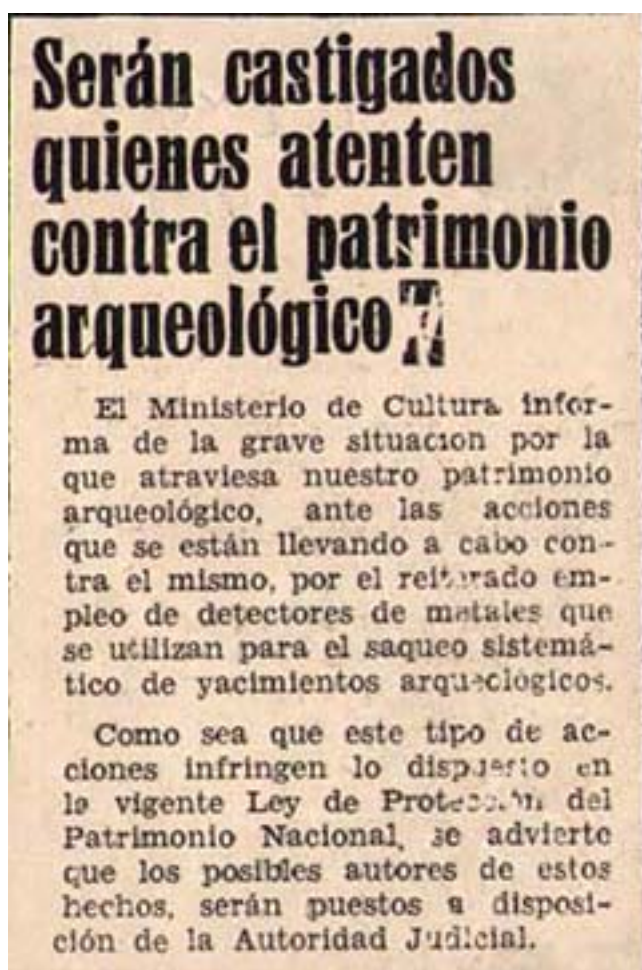 Serán castigados
quienes atenten
contra el patrimonio
arqueológico
El Ministerio de Cultura infor-
ma de la grave situacion por la
que atraviesa nuestro patrimonio
arqueológico, ante las acciones
que se están llevando a cabo con-
tra el mismo, por el reiterado em-
pleo de detectores de metales que
se utilizan para el saqueo sistemá-
tico de yacimientos arqueológicos.
Como sea que este tipo de ac-
ciones infringen lo dispuesto en
la vigente Ley de Protección del
Patrimonio Nacional, se advierte
que los posibles autores de estos
hechos, serán puestos a disposi-
ción de la Autoridad Judicial.